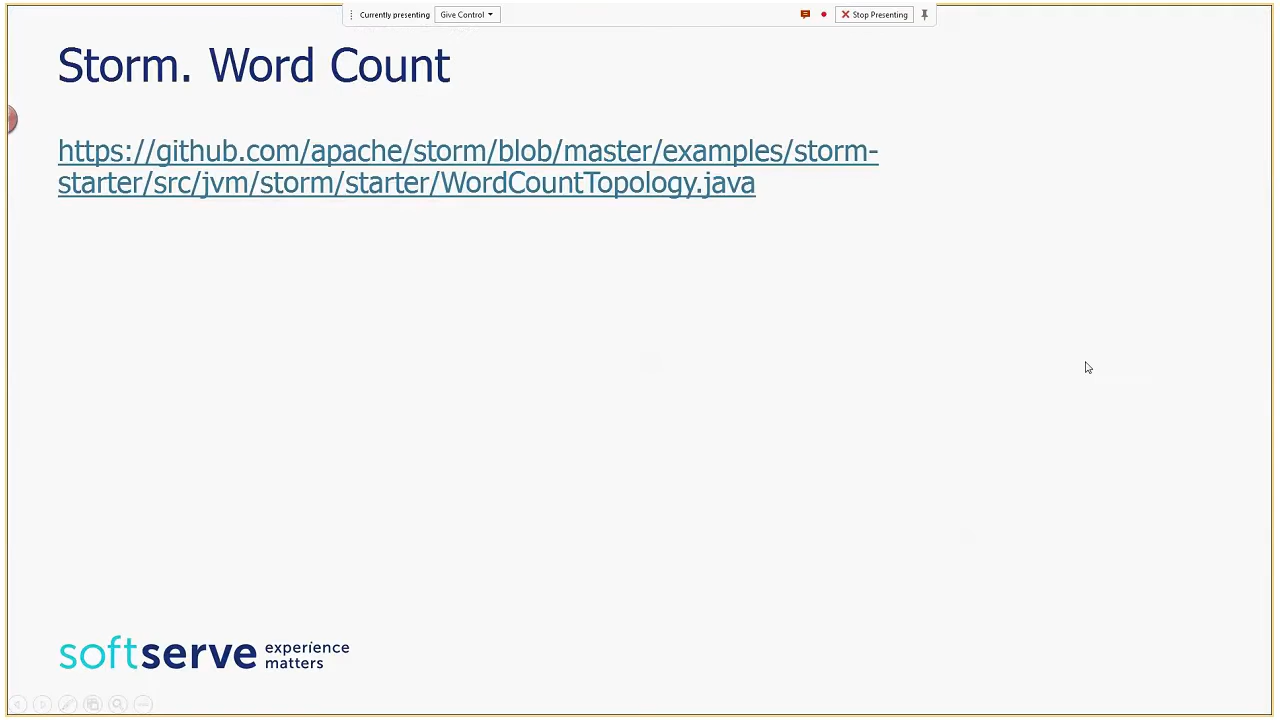 Currently presenting Give Control Stop Presenting
Storm. Word Count
https://github.com/apache/storm/blob/master/examples/storm-
starter/src/jvm/storm/starter/WordCountTopology.java
softserve experience
matters